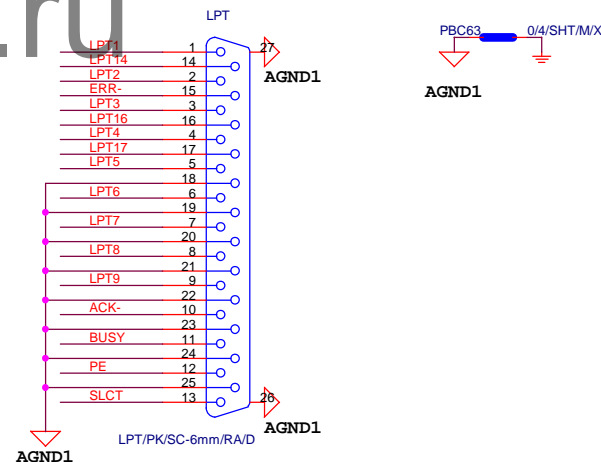 .ru
LPT
PBC63 0/4/SHT/M/X
LPT1 1 27
LPT14 14
AGND1
LPT2 2
AGND1
ERR- 15
LPT3 3
LPT16 16
LPT4 4
LPT17 17
LPT5 5
18
LPT6 6
19
LPT7 7
20
LPT8 8
21
LPT9 9
22
ACK- 10
23
BUSY 11
24
PE 12
25
SLCT 13 26
AGND1
LPT/PK/SC-6mm/RA/D
AGND1